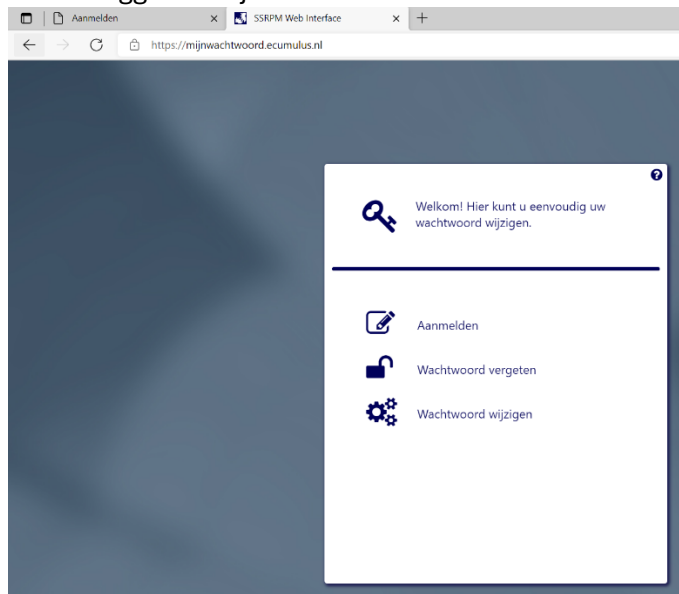 Aanmelden
SSRPM Web Interface
https://mijnwachtwoord.ecumulus.nl
Welkom! Hier kunt u eenvoudig uw
wachtwoord wijzigen.
Aanmelden
Wachtwoord vergeten
Wachtwoord wijzigen